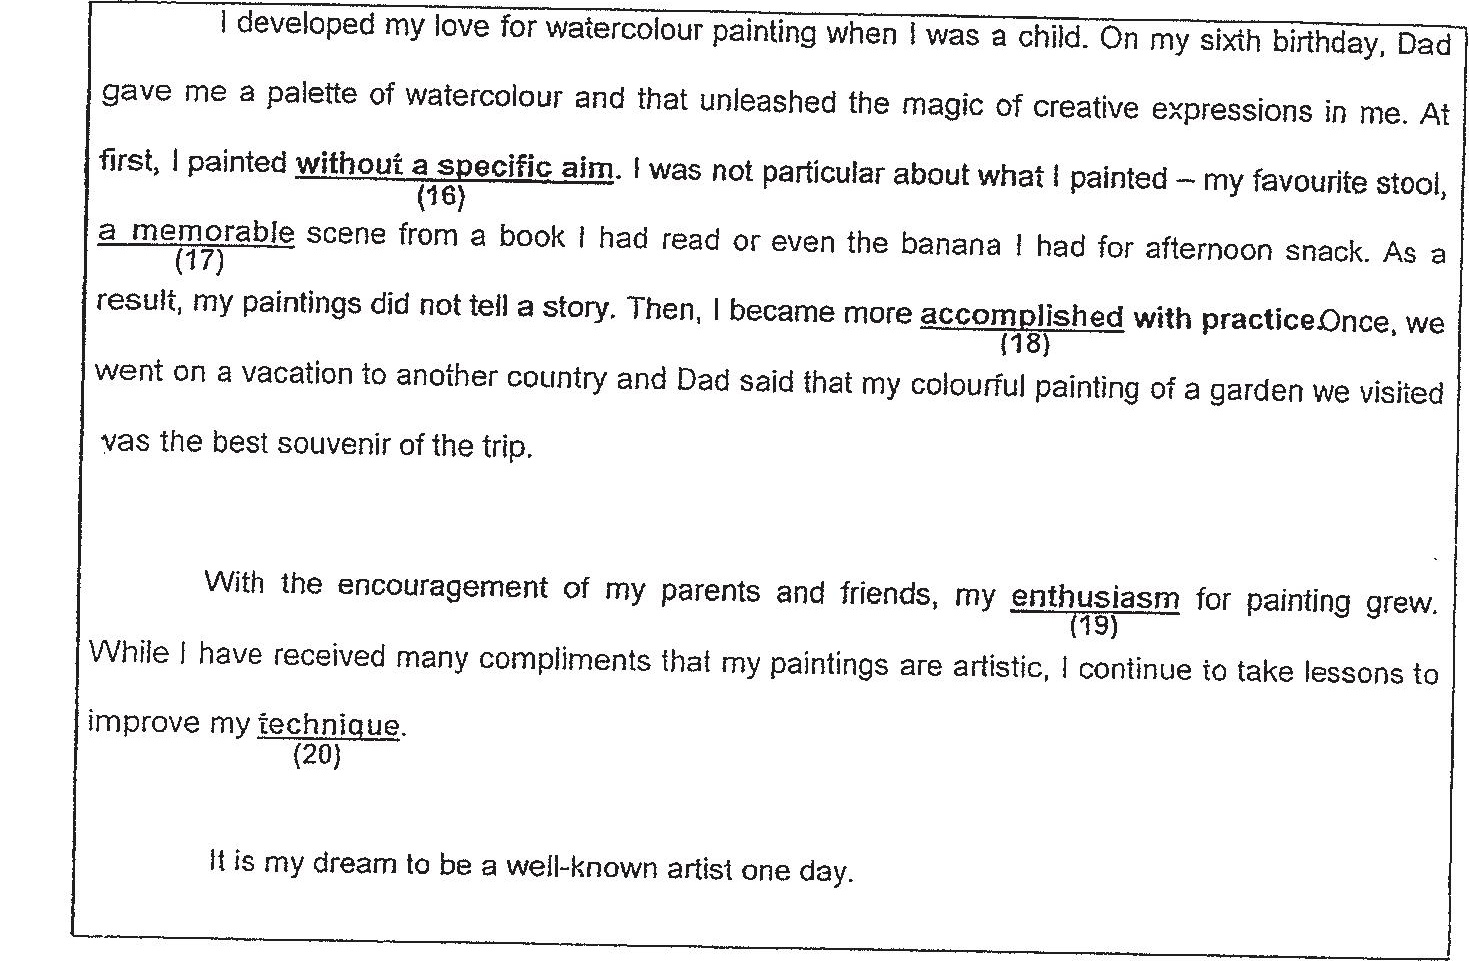 I developed my love for watercolour painting when I was a child. On my sixth birthday, Dad
gave me a palette of watercolour and that unleashed the magic of creative expressions in me. At
first, I painted without a specific aim. I was not particular about what I painted – my favourite stool,
(16)
a memorable scene from a book I had read or even the banana I had for afternoon snack. As a
(17)
result, my paintings did not tell a story. Then, I became more accomplished with practice.Once, we
(18)
went on a vacation to another country and Dad said that my colourful painting of a garden we visited
vas the best souvenir of the trip.
With the encouragement of my parents and friends, my enthusiasm for painting grew.
(19)
While I have received many compliments that my paintings are artistic, I continue to take lessons to
improve my technique.
(20)
It is my dream to be a well-known artist one day.